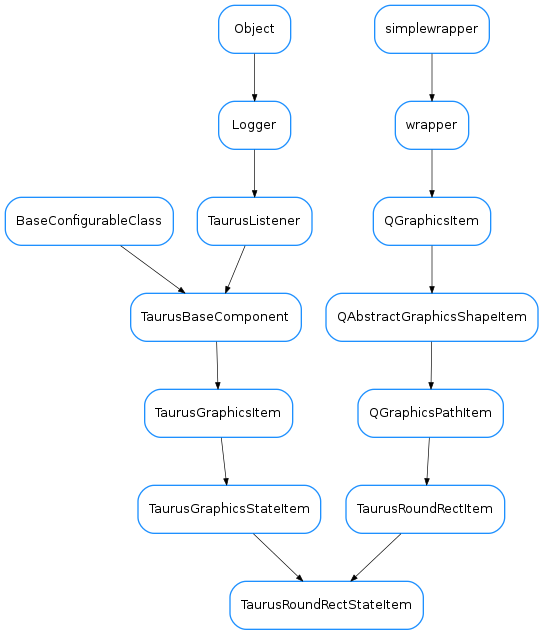 Object
simplewrapper
Logger
wrapper
BaseConfigurableClass
TaurusListener
QGraphicsItem
TaurusBaseComponent
QAbstractGraphicsShapeItem
TaurusGraphicsItem
QGraphicsPathItem
TaurusGraphicsStateItem
TaurusRoundRectItem
TaurusRoundRectStateItem